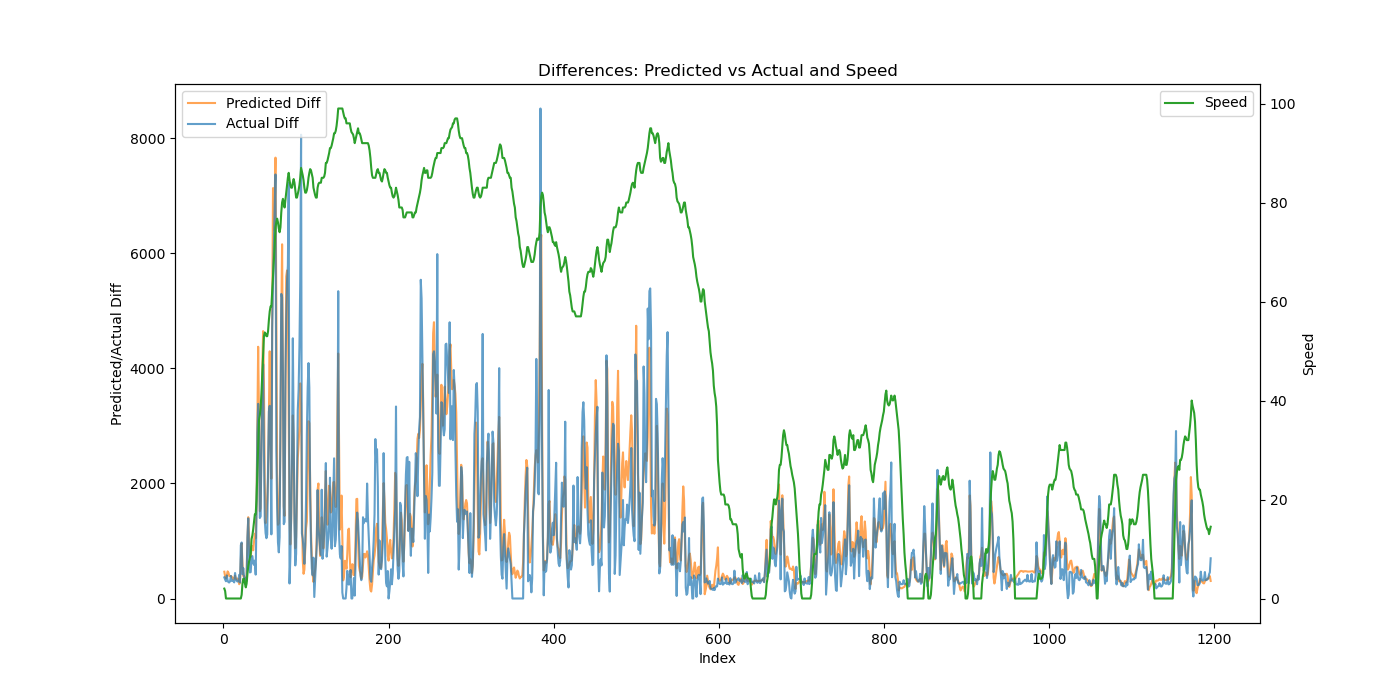 Differences: Predicted vs Actual and Speed
Predicted Diff
Actual Diff
Speed
8000
6000
4000
2000
0
Predicted/Actual Diff
100
80
60
40
20
0
Speed
0 200 400 600 800 1000 1200
Index